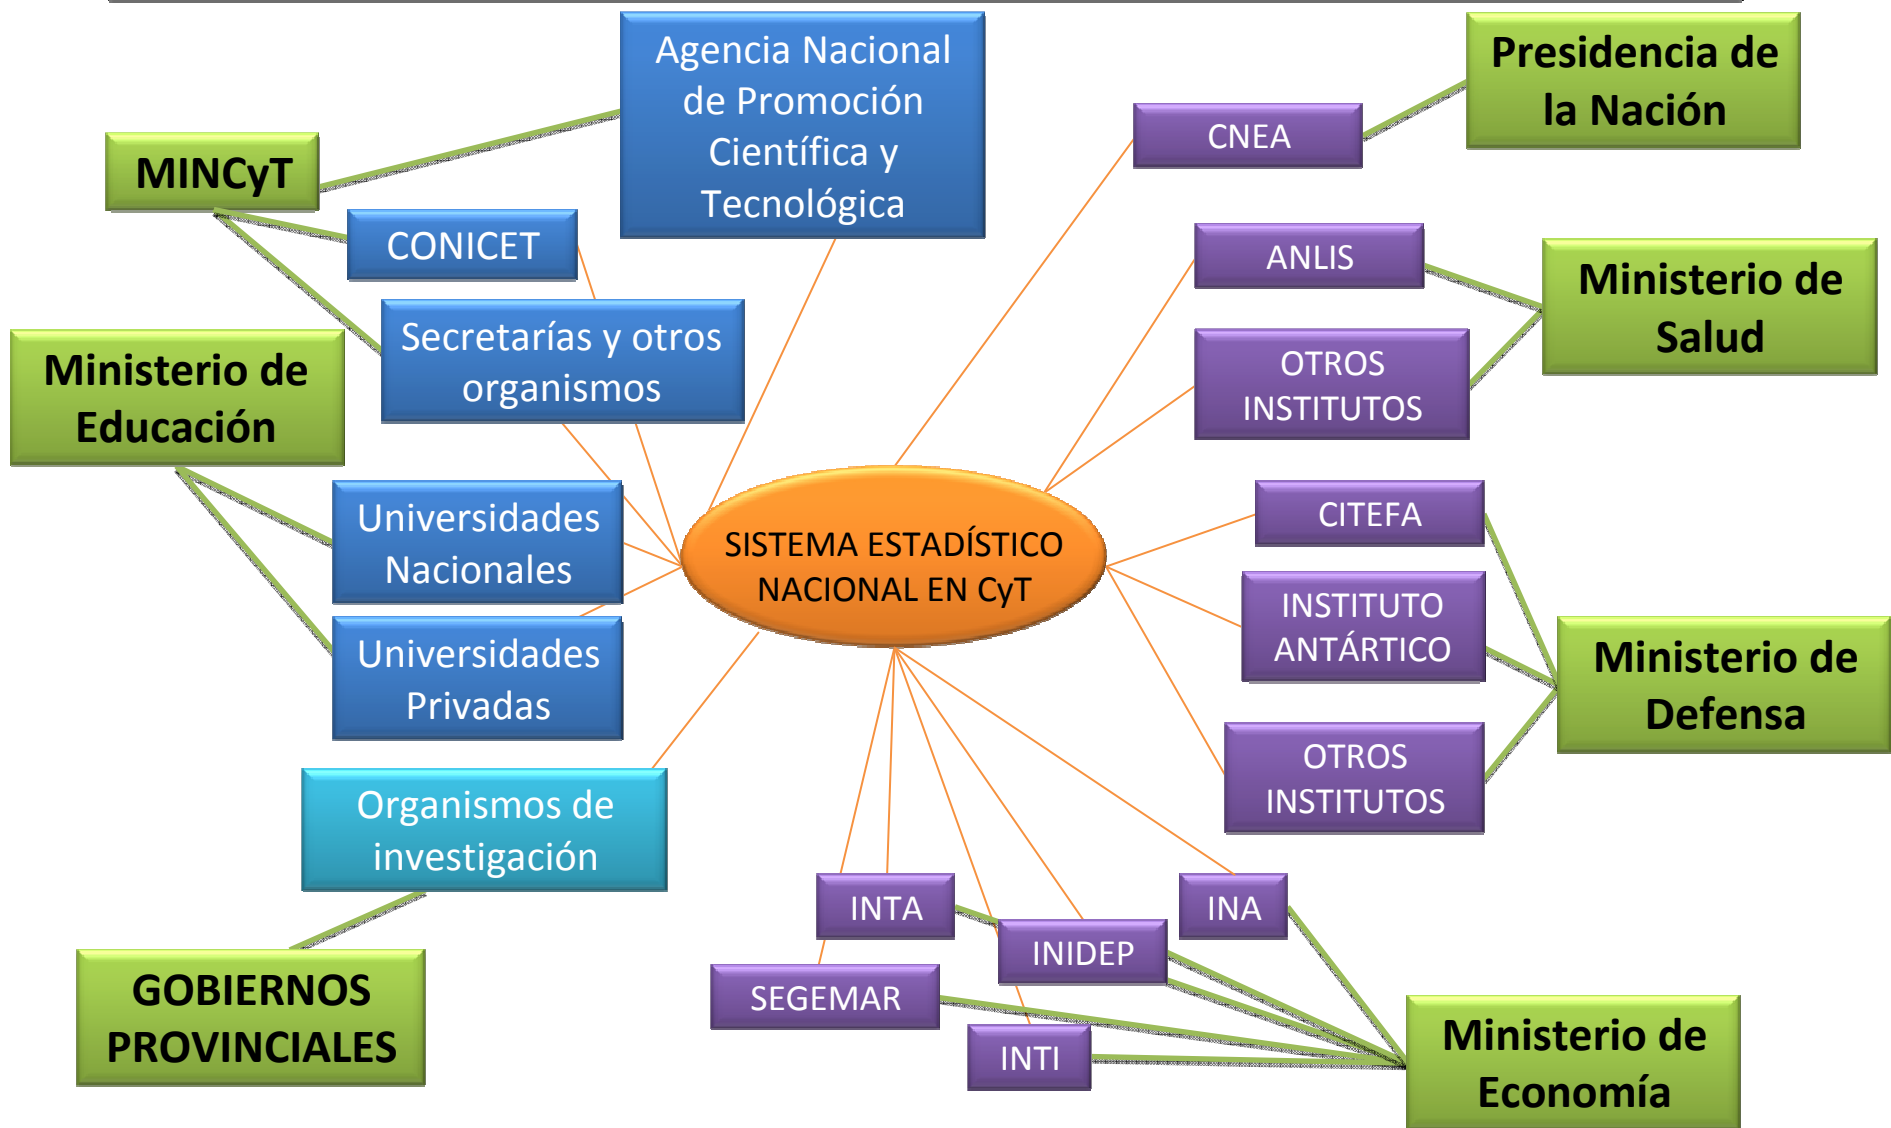 Agencia Nacional
de Promoción
Científica y
Tecnológica
Presidencia de
la Nación
CNEA
MINCyT
CONICET
ANLIS
Ministerio de
Salud
Secretarías y otros
organismos
OTROS
INSTITUTOS
Ministerio de
Educación
Universidades
Nacionales
SISTEMA ESTADÍSTICO
NACIONAL EN CyT
CITEFA
INSTITUTO
ANTÁRTICO
Ministerio de
Defensa
Universidades
Privadas
OTROS
INSTITUTOS
Organismos de
investigación
INTA
INA
INIDEP
SEGEMAR
INTI
GOBIERNOS
PROVINCIALES
Ministerio de
Economía